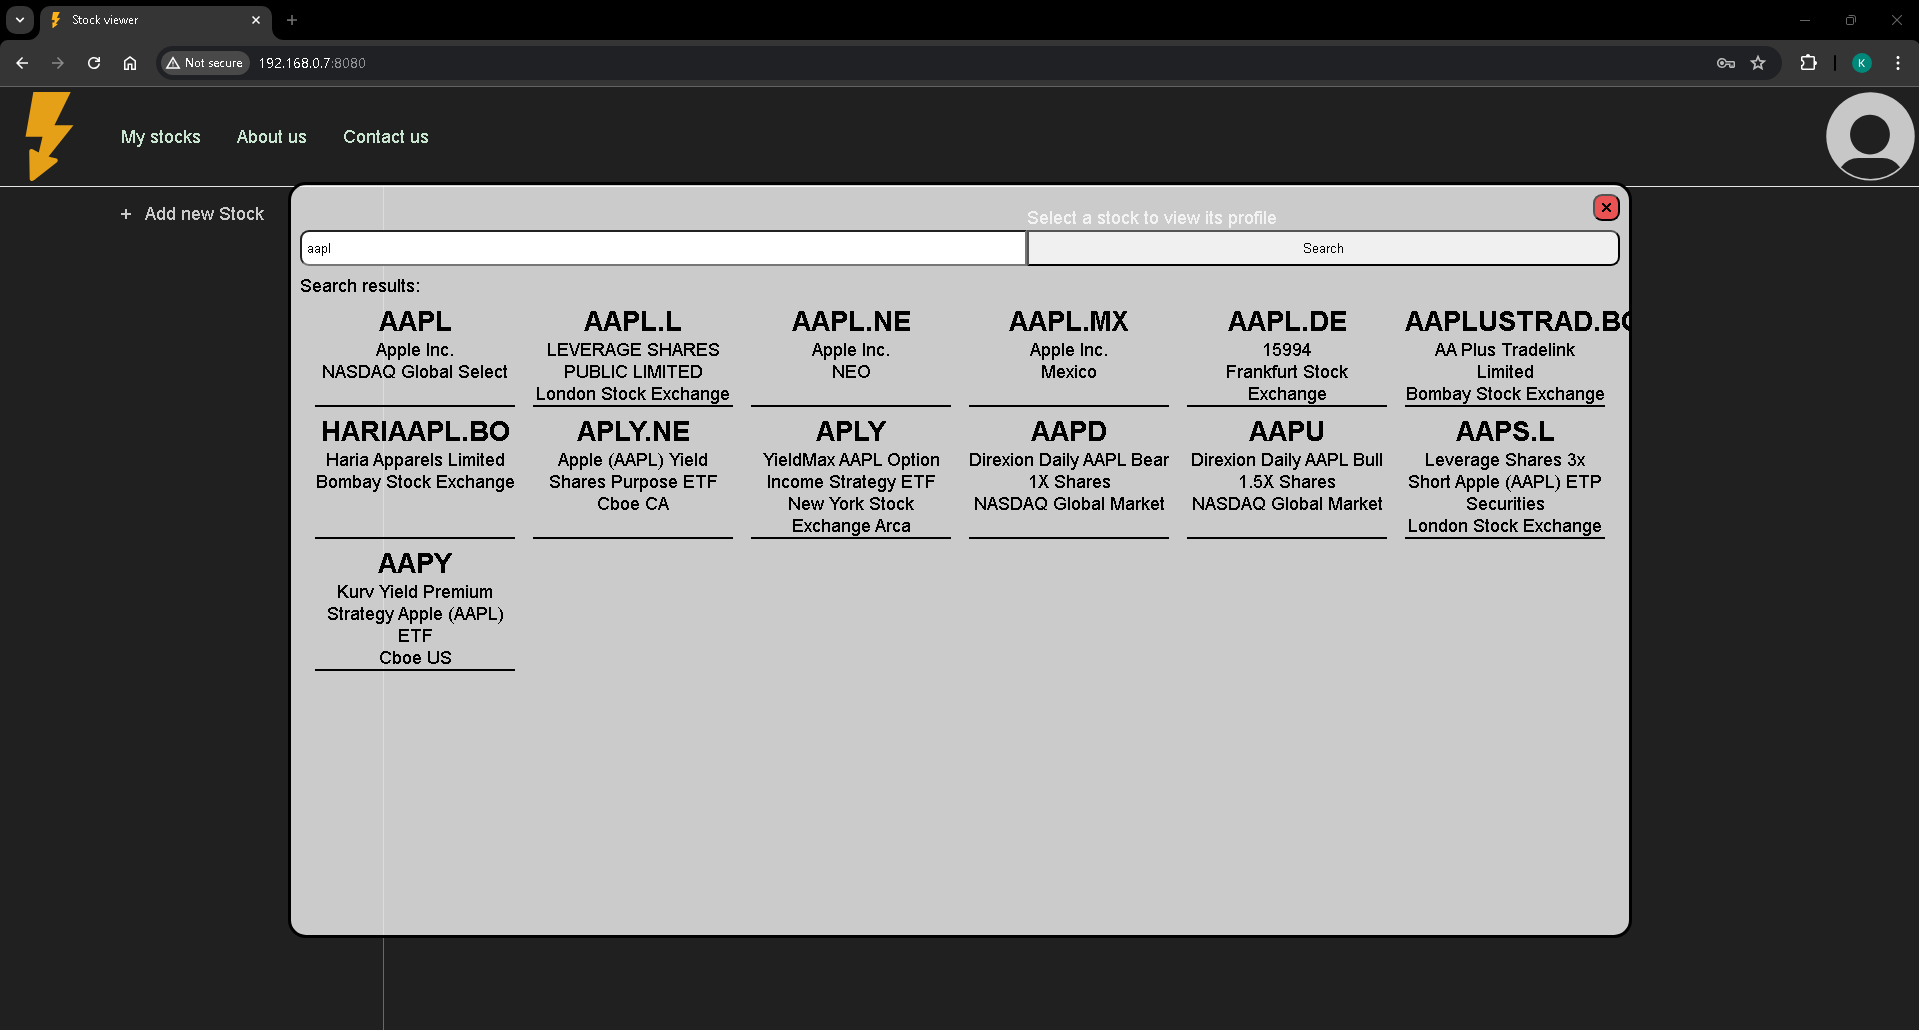 Stock viewer
Not secure
192.168.0.7:8080
K
My stocks
About us
Contact us
+ Add new Stock
Select a stock to view its profile
aapl
Search
Search results:
AAPL
Apple Inc.
NASDAQ Global Select
AAPL.L
LEVERAGE SHARES
PUBLIC LIMITED
London Stock Exchange
AAPL.NE
Apple Inc.
NEO
AAPL.MX
Apple Inc.
Mexico
AAPL.DE
15994
Frankfurt Stock
Exchange
AAPLUSTRAD.BO
AA Plus Tradelink
Limited
Bombay Stock Exchange
HARIAAPL.BO
Haria Apparels Limited
Bombay Stock Exchange
APLY.NE
Apple (AAPL) Yield
Shares Purpose ETF
Cboe CA
APLY
YieldMax AAPL Option
Income Strategy ETF
New York Stock
Exchange Arca
AAPD
Direxion Daily AAPL Bear
1X Shares
NASDAQ Global Market
AAPU
Direxion Daily AAPL Bull
1.5X Shares
NASDAQ Global Market
AAPS.L
Leverage Shares 3x
Short Apple (AAPL) ETP
Securities
London Stock Exchange
AAPY
Kurv Yield Premium
Strategy Apple (AAPL)
ETF
Cboe US